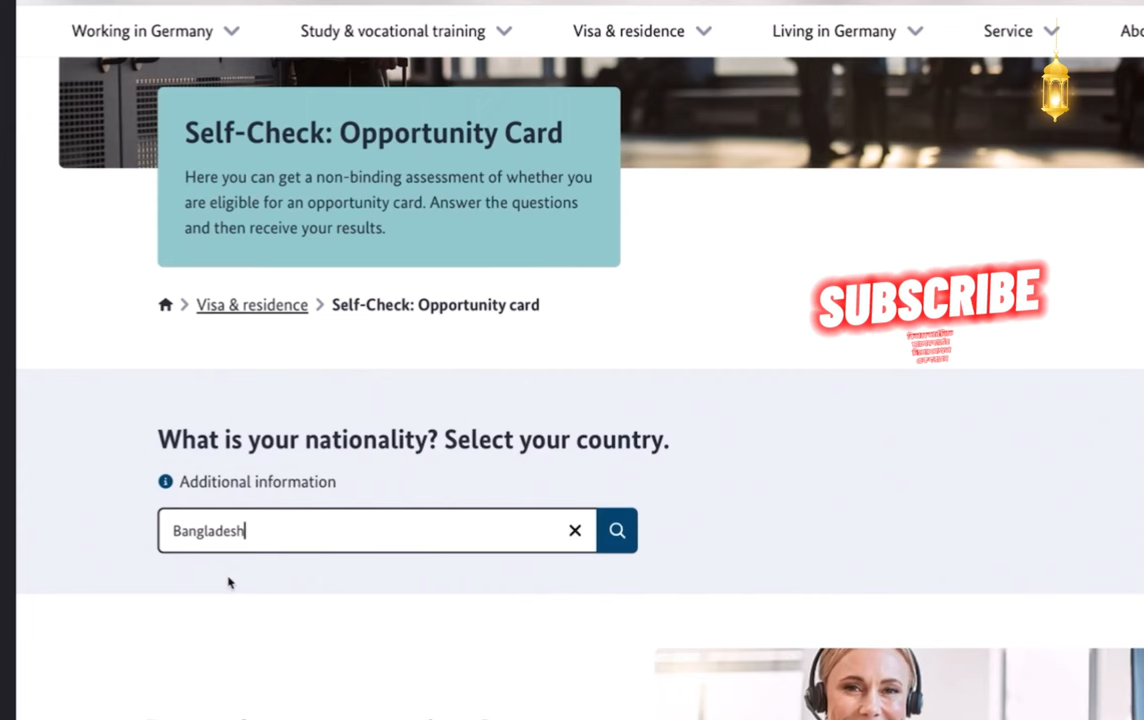 Working in Germany
Study & vocational training
Visa & residence
Living in Germany
Service
Abo
Self-Check: Opportunity Card
Here you can get a non-binding assessment of whether you
are eligible for an opportunity card. Answer the questions
and then receive your results.
Visa & residence
Self-Check: Opportunity card
SUBSCRIBE
What is your nationality? Select your country.
Additional information
Bangladesh